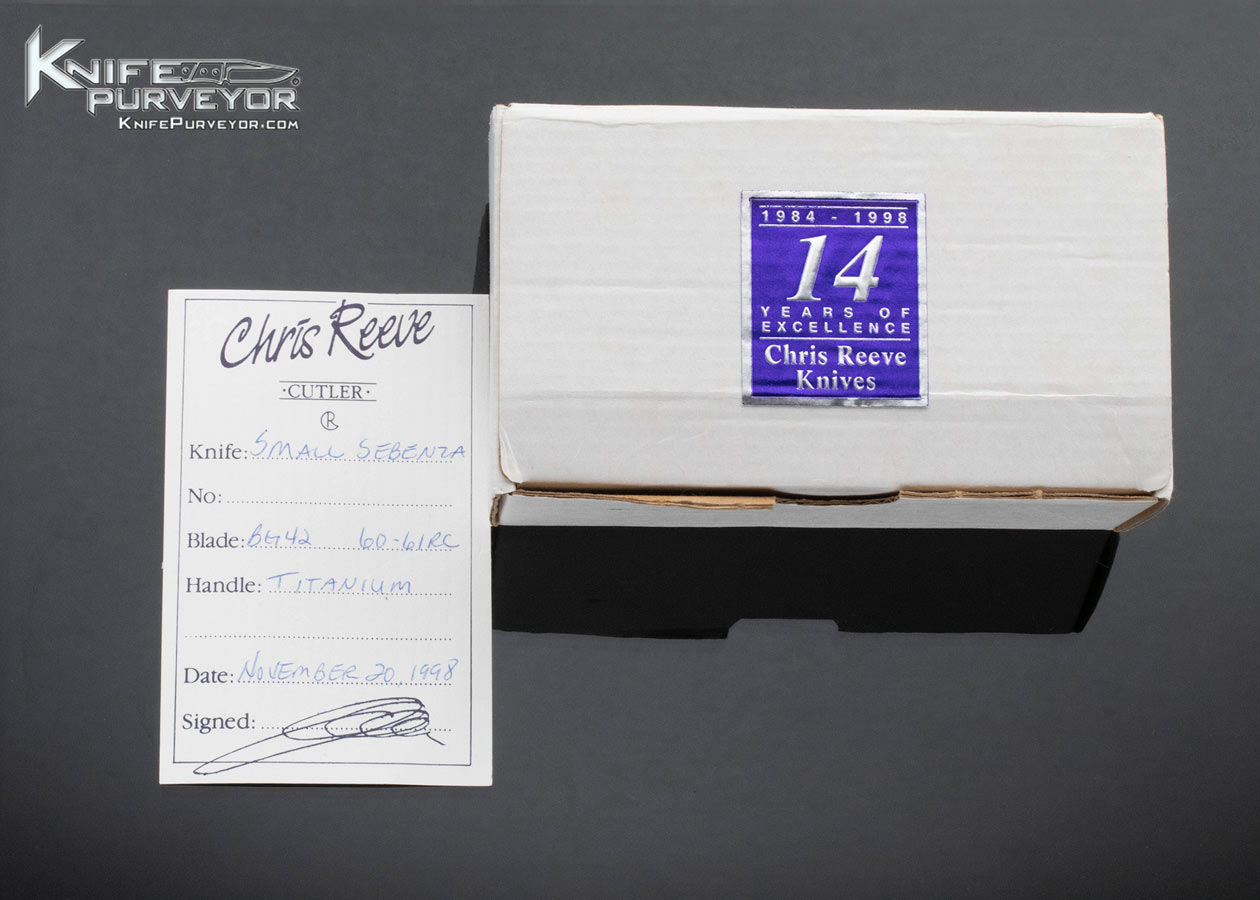 KNIFE
PURVEYOR
KNIFEPURVEYOR.COM
1984 - 1998
14
YEARS OF
EXCELLENCE
Chris Reeve
Knives
Chris Reeve
·CUTLER·
R
Knife: SMALL SEBENZA
No:
Blade: BG42 60-61RC
Handle: TITANIUM
Date: NOVEMBER 20, 1998
Signed: